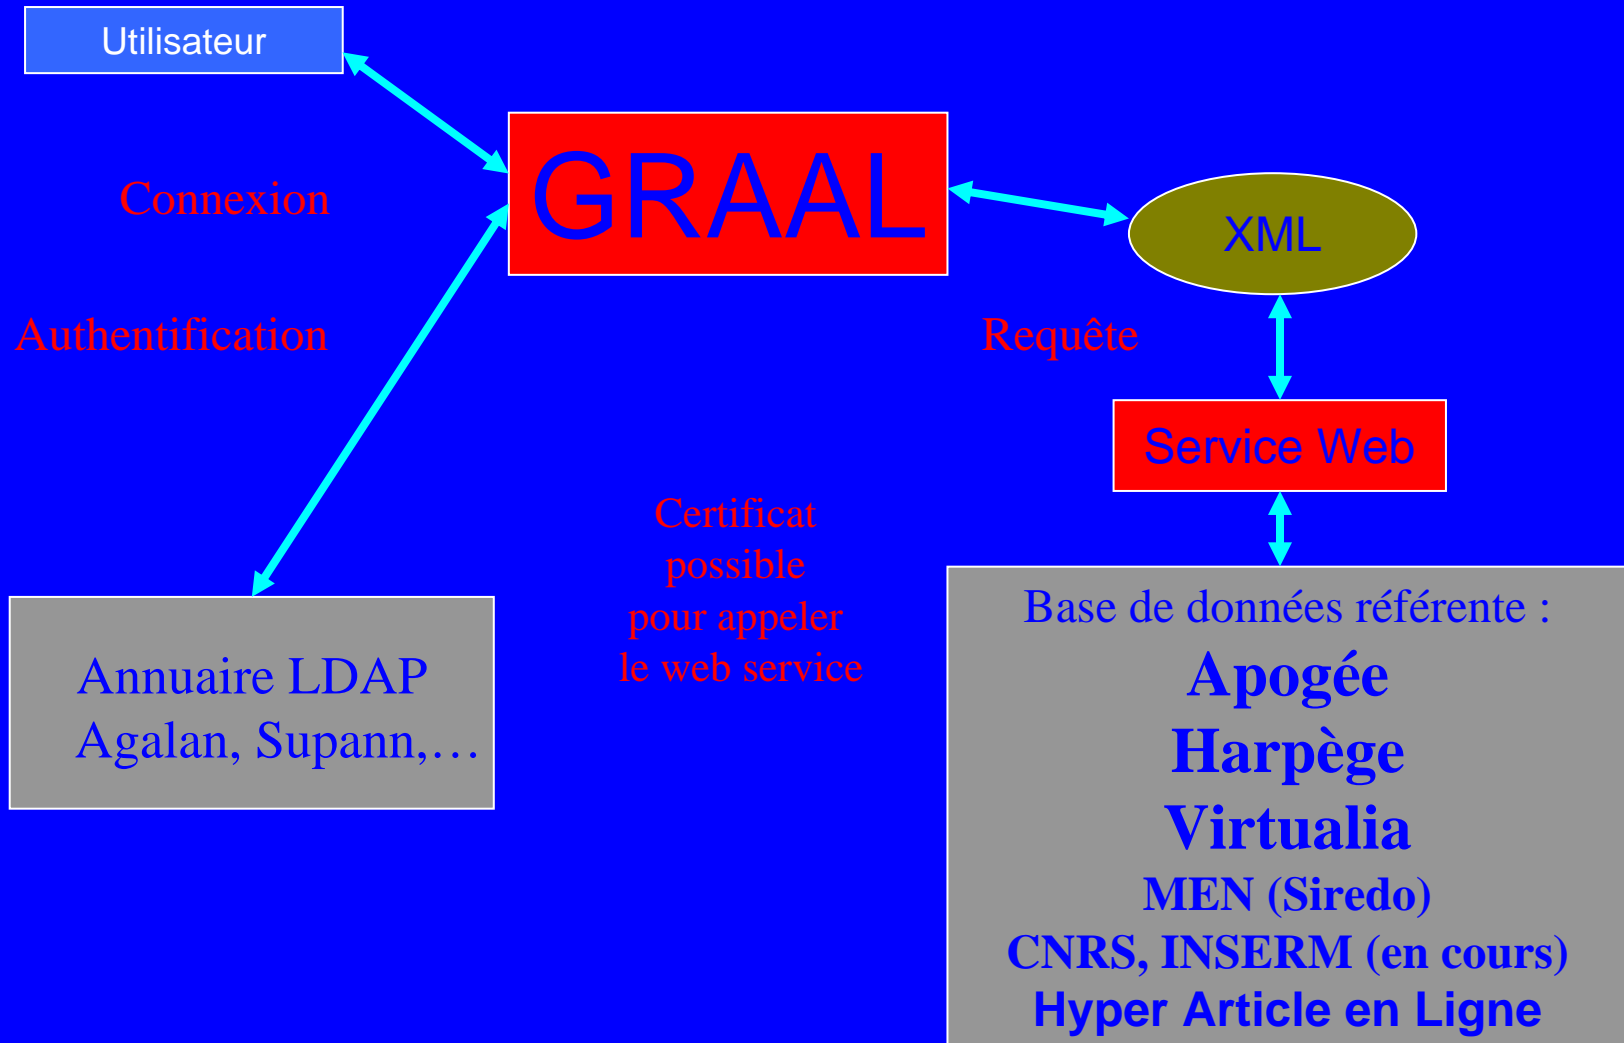 Utilisateur
GRAAL
Connexion
XML
Authentification
Requête
Service Web
Certificat
possible
pour appeler
le web service
Annuaire LDAP
Agalan, Supann,…
Base de données référente :
Apogée
Harpège
Virtualia
MEN (Siredo)
CNRS, INSERM (en cours)
Hyper Article en Ligne